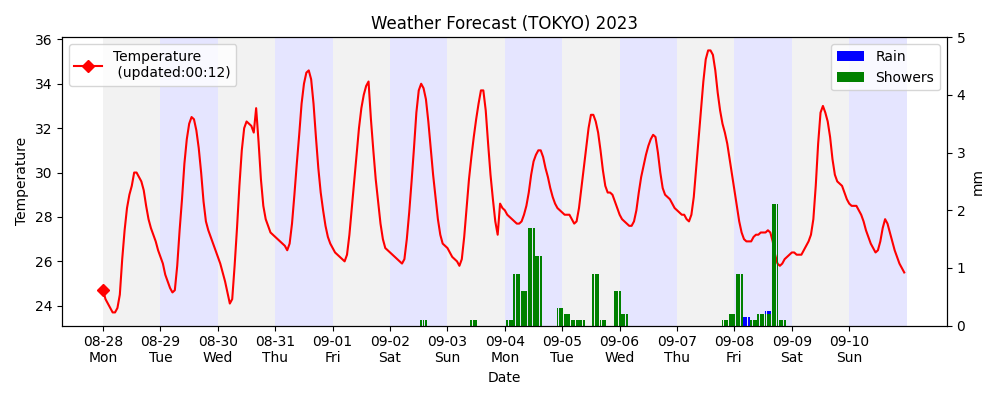 Weather Forecast (TOKYO) 2023
Temperature
(updated:00:12)
Rain
Showers
36
34
32
30
28
26
24
Temperature
5
4
3
2
1
0
mm
08-28 08-29 08-30 08-31 09-01 09-02 09-03 09-04 09-05 09-06 09-07 09-08 09-09 09-10
Mon Tue Wed Thu Fri Sat Sun Mon Tue Wed Thu Fri Sat Sun
Date